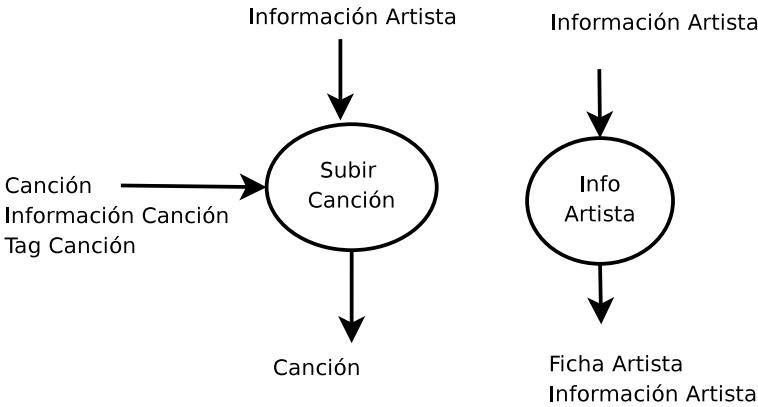 Información Artista
Información Artista
Subir
Canción
Info
Artista
Canción
Información Canción
Tag Canción
Canción
Ficha Artista
Información Artista